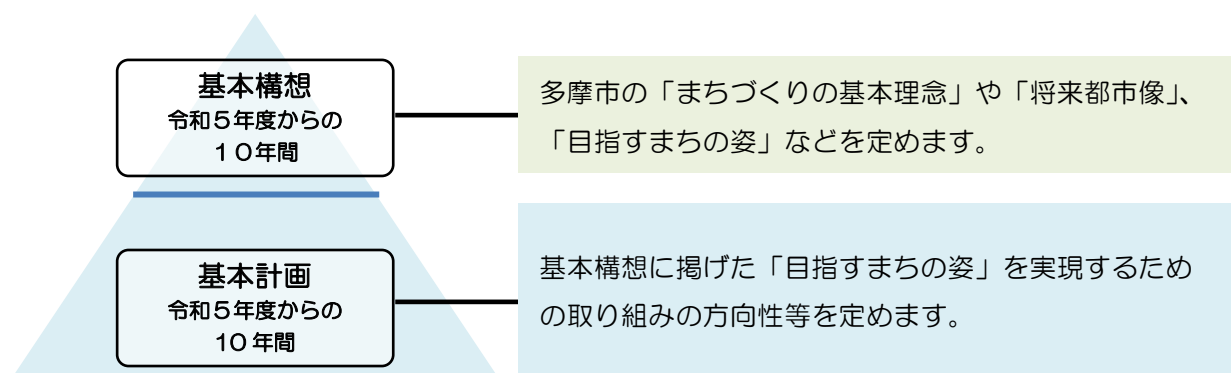 基本構想
令和５年度からの
１０年間
多摩市の「まちづくりの基本理念」や「将来都市像」、
「目指すまちの姿」などを定めます。
基本計画
令和５年度からの
10 年間
基本構想に掲げた「目指すまちの姿」を実現するため
の取り組みの方向性等を定めます。